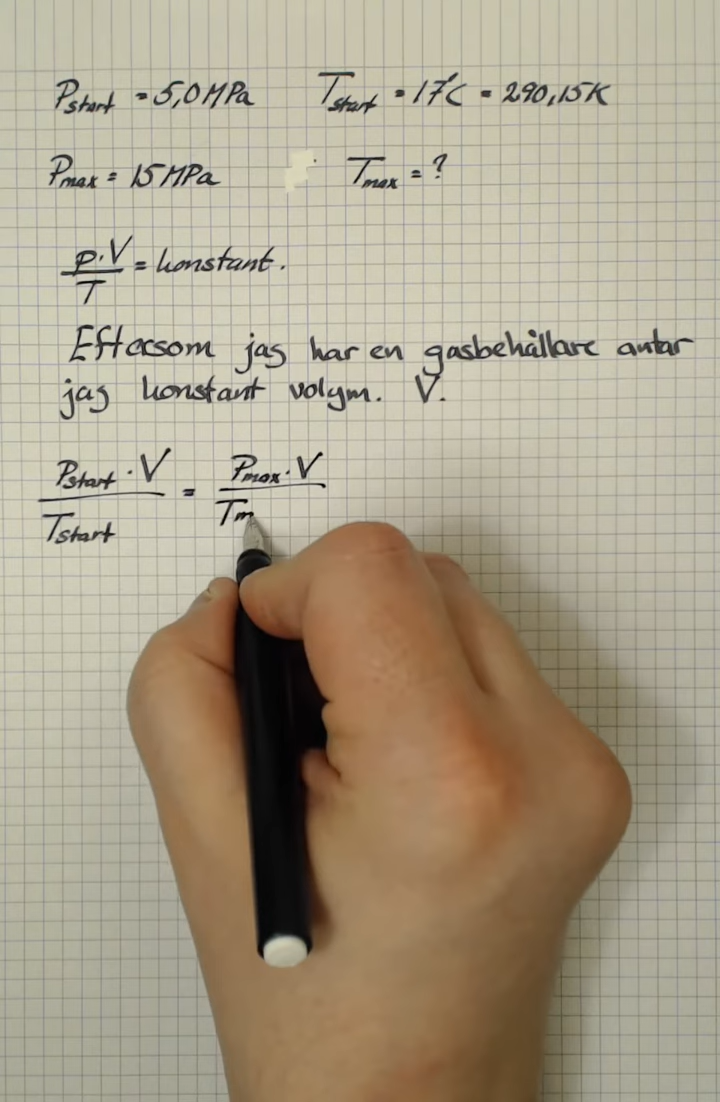 Pstart = 5,0 MPa Tstart = 17°C = 290,15K
Pmax = 15 MPa Tmax = ?
p·V = konstant.
T
Eftersom jag har en gasbehållare antar
jag konstant volym. V.
Pstart · V = Pmax · V
Tstart Tm